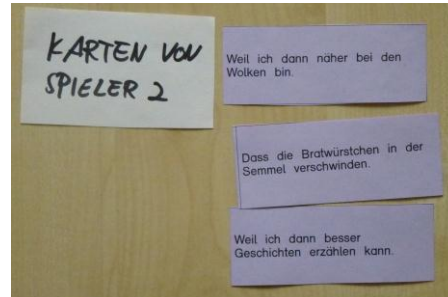 KARTEN VON
SPIELER 2
Weil ich dann näher bei den
Wolken bin.
Dass die Bratwürstchen in der
Semmel verschwinden.
Weil ich dann besser
Geschichten erzählen kann.